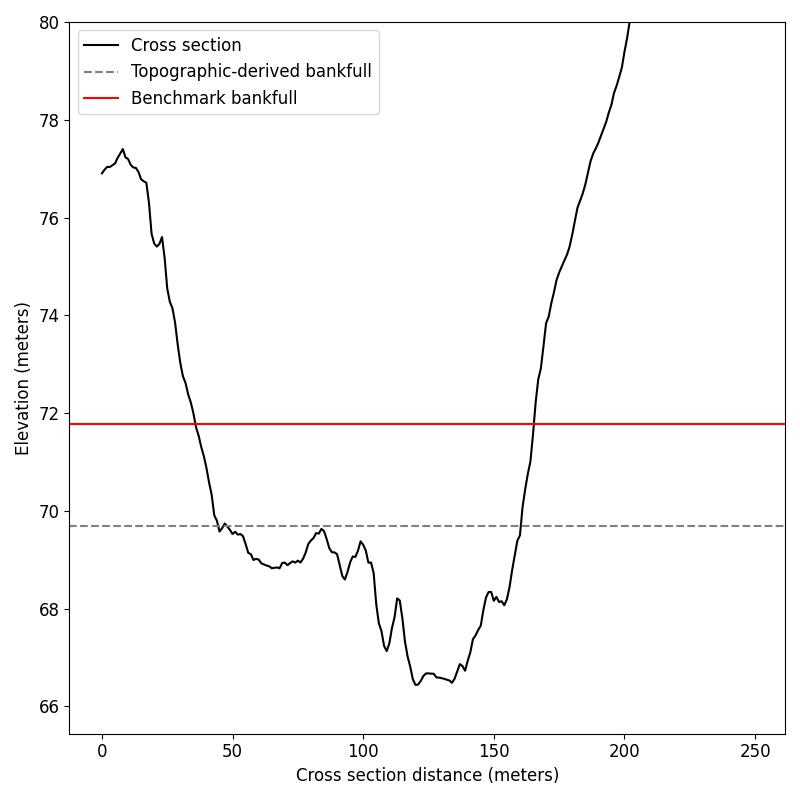 Cross section
Topographic-derived bankfull
Benchmark bankfull
80
78
76
74
72
70
68
66
Elevation (meters)
0 50 100 150 200 250
Cross section distance (meters)